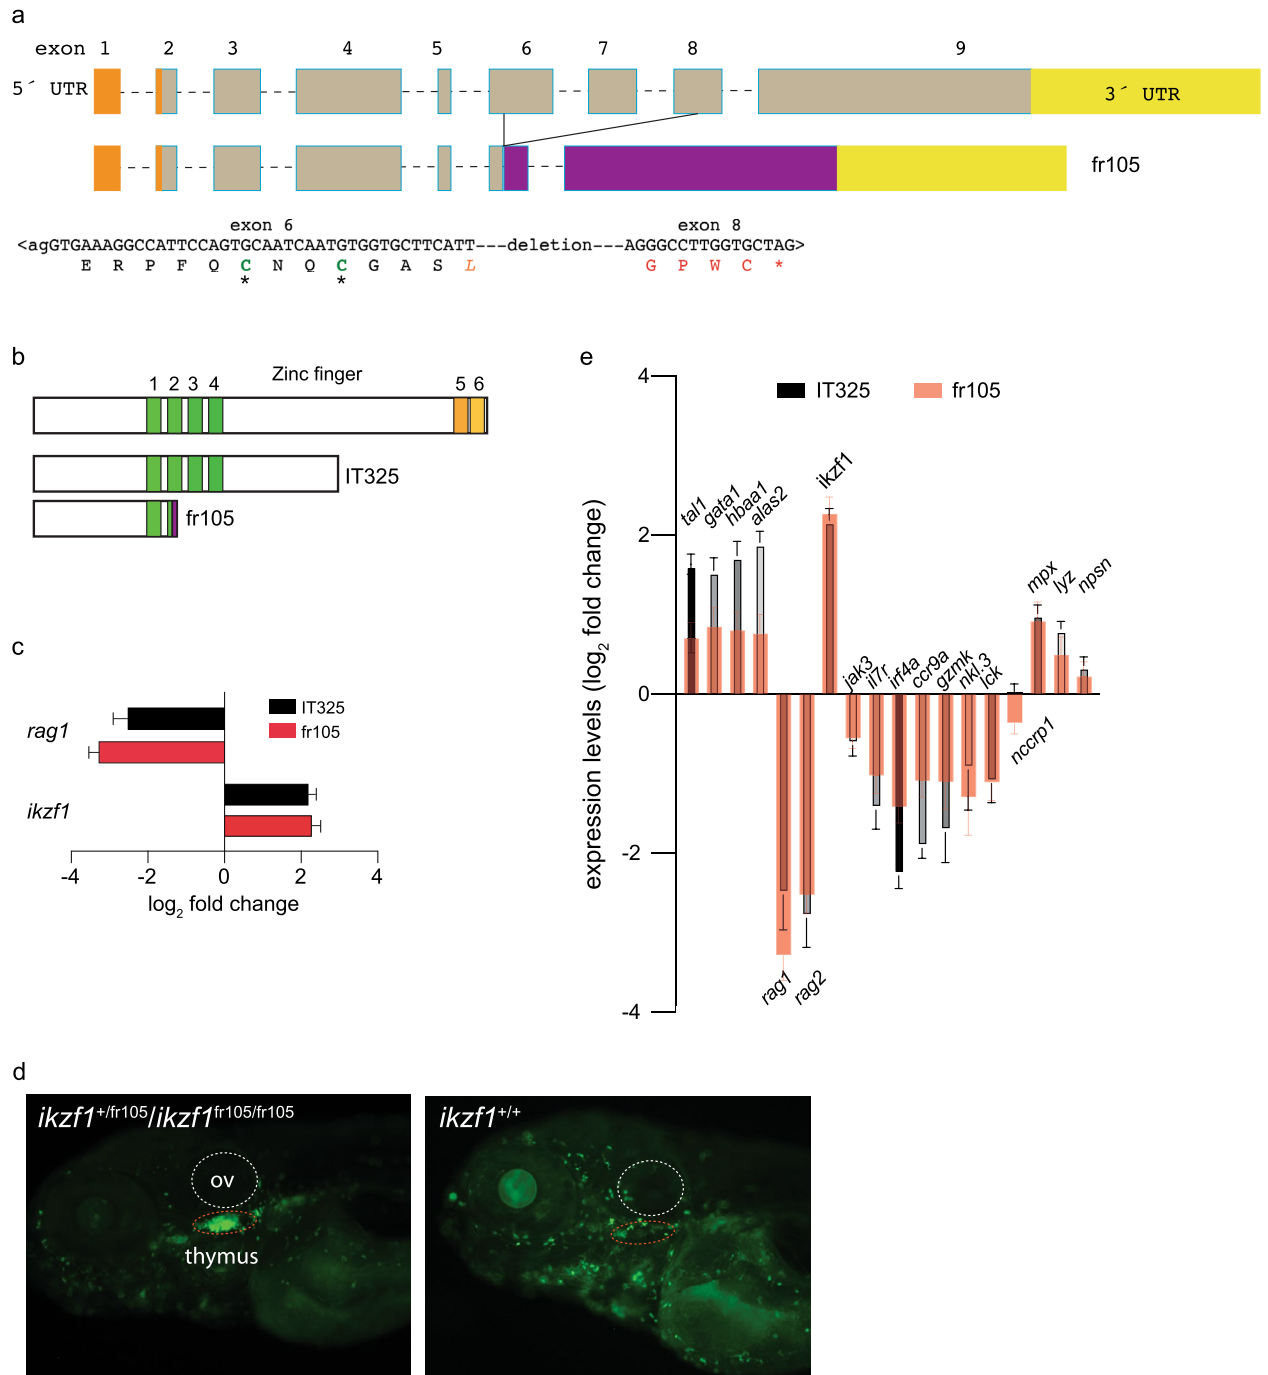 a
exon 1 2 3 4 5 6 7 8 9
5´ UTR
3´ UTR
fr105
exon 6 exon 8
<agGTGAAAGGCCATTCCAGTGCAATCAATGTGGTGCTTCATT---deletion---AGGGCCTTGGTGCTAG>
E R P F Q C N Q C G A S L G P W C *
* *
b
Zinc finger
1 2 3 4 5 6
IT325
fr105
c
IT325
fr105
rag1
ikzf1
-4 -2 0 2 4
log2 fold change
e
IT325 fr105
expression levels (log2 fold change)
4
2
0
-2
-4
tal1
gata1
hbaa1
alas2
rag1
rag2
ikzf1
jak3
il7r
irf4a
ccr9a
gzmk
nkl.3
lck
nccrp1
mpx
lyz
npsn
d
ikzf1+/fr105/ikzf1fr105/fr105
ov
thymus
ikzf1+/+